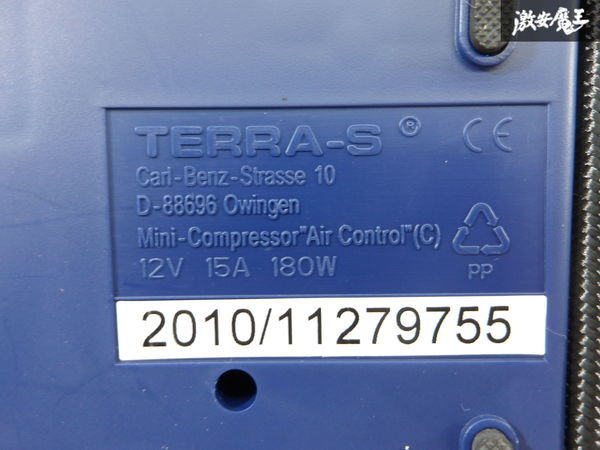 激安魔王
TERRA-S ® CE
Carl-Benz-Strasse 10
D-88696 Owingen
Mini-Compressor"Air Control"(C)
12V 15A 180W
PP
2010/11279755